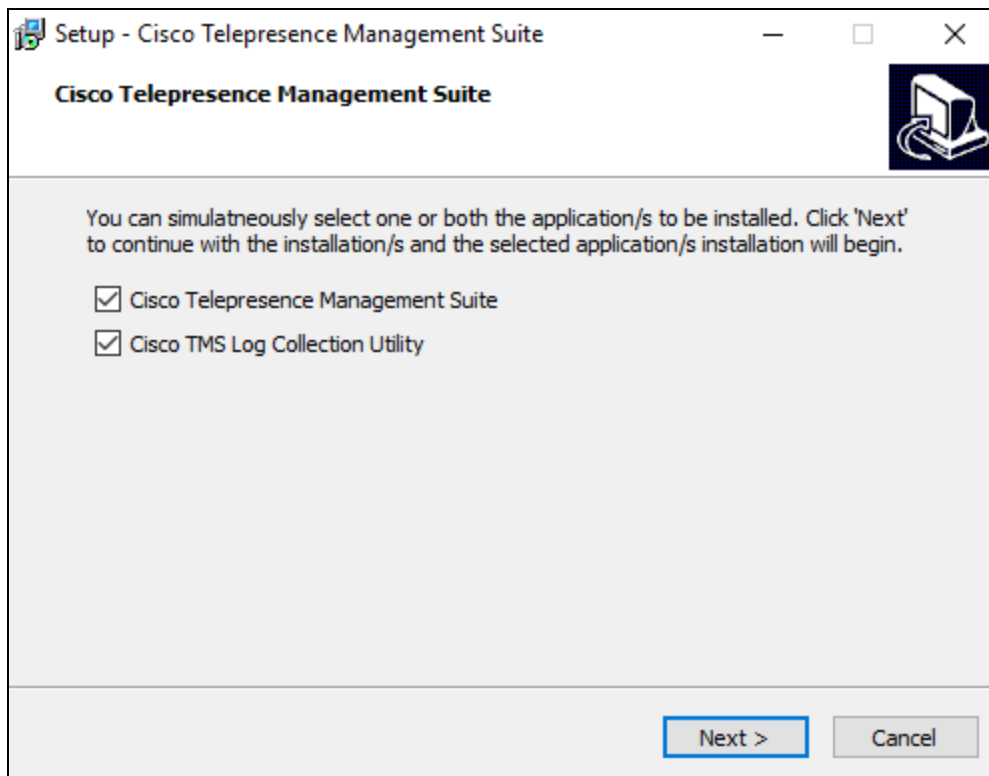 Setup - Cisco Telepresence Management Suite
Cisco Telepresence Management Suite
You can simulatneously select one or both the application/s to be installed. Click 'Next'
to continue with the installation/s and the selected application/s installation will begin.
Cisco Telepresence Management Suite
Cisco TMS Log Collection Utility
Next >
Cancel